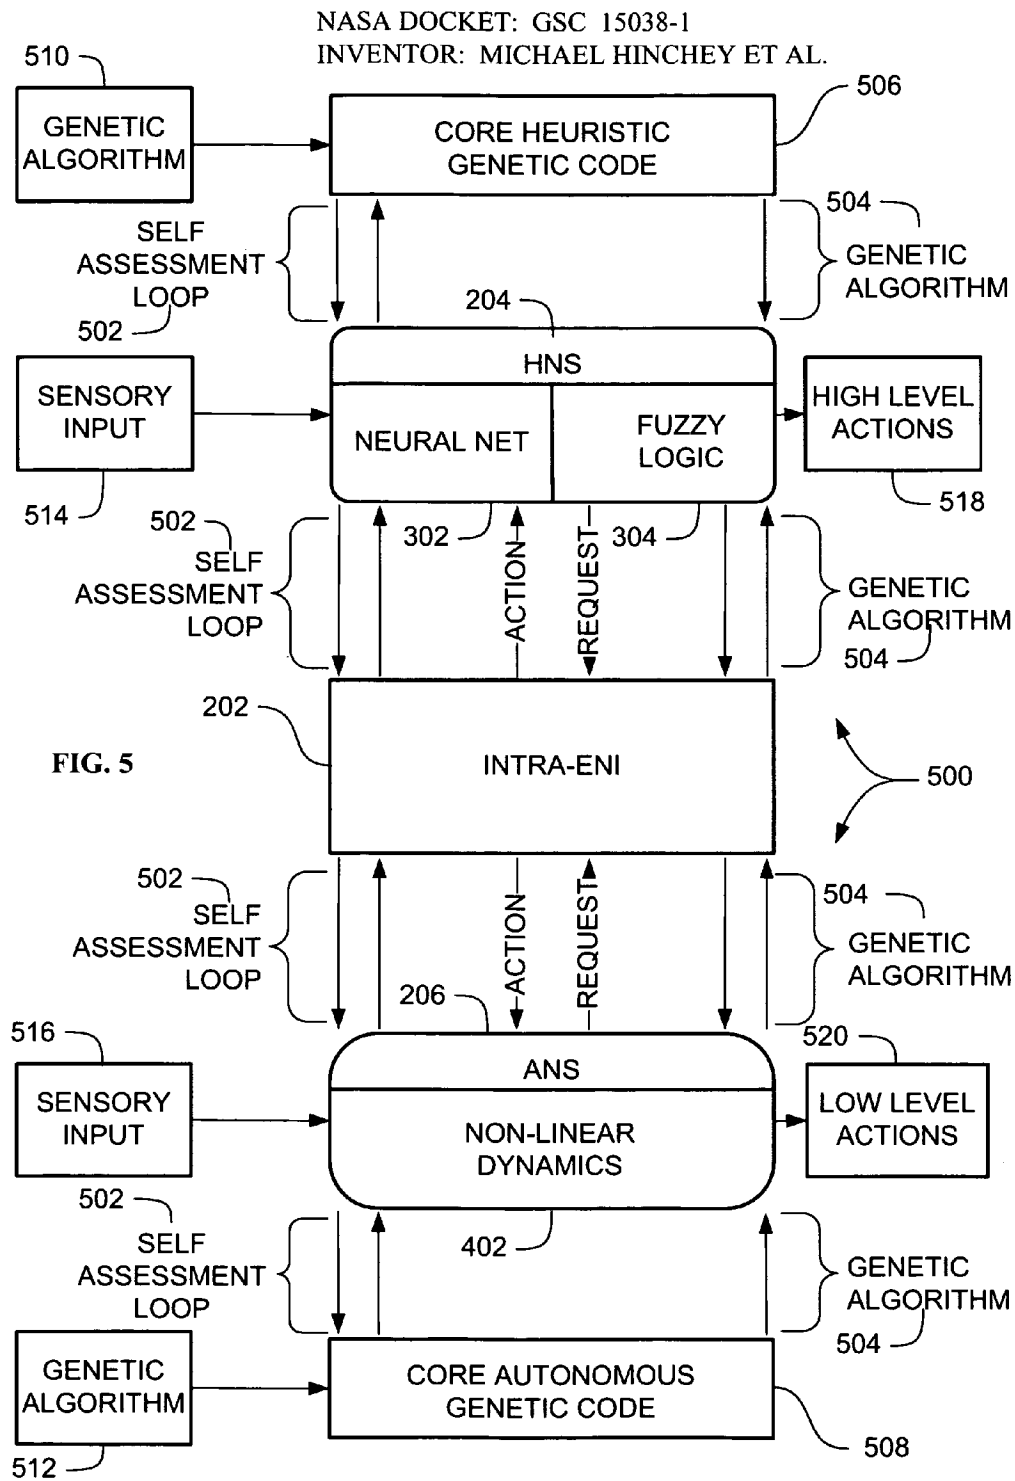 NASA DOCKET: GSC 15038-1
INVENTOR: MICHAEL HINCHEY ET AL.
510
506
GENETIC
ALGORITHM
CORE HEURISTIC
GENETIC CODE
504
SELF
ASSESSMENT
LOOP
GENETIC
ALGORITHM
502
204
HNS
SENSORY
INPUT
NEURAL NET
FUZZY
LOGIC
HIGH LEVEL
ACTIONS
514
518
502
302
304
SELF
ASSESSMENT
LOOP
ACTION
REQUEST
GENETIC
ALGORITHM
504
202
FIG. 5
INTRA-ENI
500
502
504
SELF
ASSESSMENT
LOOP
ACTION
REQUEST
GENETIC
ALGORITHM
206
516
520
ANS
SENSORY
INPUT
NON-LINEAR
DYNAMICS
LOW LEVEL
ACTIONS
502
402
SELF
ASSESSMENT
LOOP
GENETIC
ALGORITHM
504
GENETIC
ALGORITHM
CORE AUTONOMOUS
GENETIC CODE
512
508